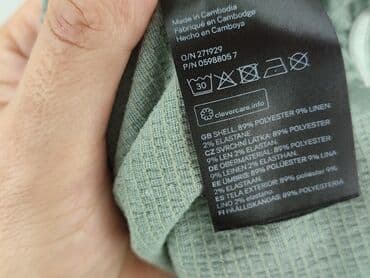 Made in Cambodia
Fabriqué en Cambodge
Hecho en Camboya
O/N 271929
P/N 0598805 7
30
clevercare.info
GB SHELL: 89% POLYESTER 9% LINEN
2% ELASTANE.
CZ SVRCHNÍ LÁTKA: 89% POLYESTER
9% LEN 2% ELASTAN.
DE OBERMATERIAL: 89% POLYESTER
9% LEINEN 2% ELASTHAN.
EE ÜMBRIS: 89% POLÜESTER 9% LINA
2% ELASTAAN.
ES TELA EXTERIOR: 89% POLIÉSTER
LINO 2% ELASTANO.
FI PÄÄLLISKANGAS: 89% POLYESTER